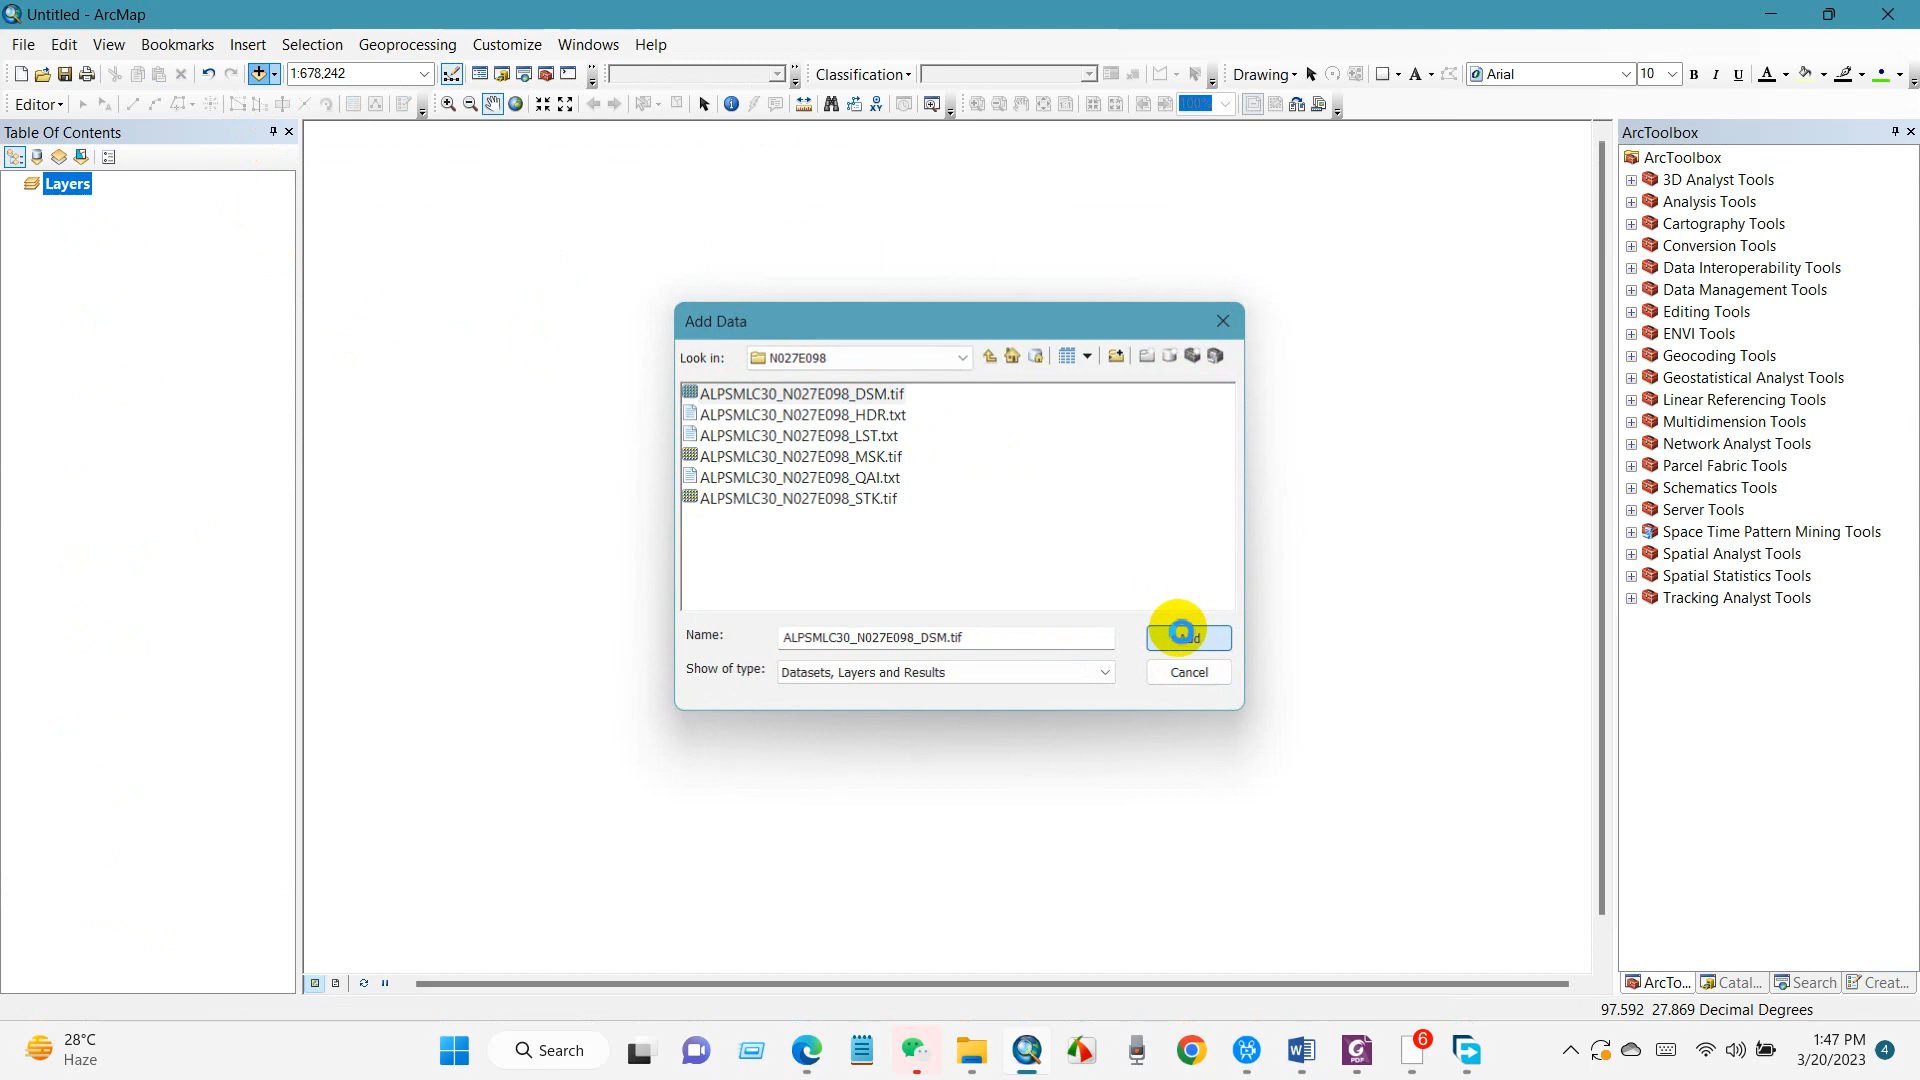 Untitled - ArcMap
File Edit View Bookmarks Insert Selection Geoprocessing Customize Windows Help
1:678,242 Classification Drawing A Arial 10 B I U A
Editor 100%
Table Of Contents
ArcToolbox
Layers
ArcToolbox
3D Analyst Tools
Analysis Tools
Cartography Tools
Conversion Tools
Data Interoperability Tools
Data Management Tools
Editing Tools
ENVI Tools
Geocoding Tools
Geostatistical Analyst Tools
Linear Referencing Tools
Multidimension Tools
Network Analyst Tools
Parcel Fabric Tools
Schematics Tools
Server Tools
Space Time Pattern Mining Tools
Spatial Analyst Tools
Spatial Statistics Tools
Tracking Analyst Tools
Add Data
Look in: N027E098
ALPSMLC30_N027E098_DSM.tif
ALPSMLC30_N027E098_HDR.txt
ALPSMLC30_N027E098_LST.txt
ALPSMLC30_N027E098_MSK.tif
ALPSMLC30_N027E098_QAI.txt
ALPSMLC30_N027E098_STK.tif
Name: ALPSMLC30_N027E098_DSM.tif
Show of type: Datasets, Layers and Results
Cancel
ArcTo... Catal... Search Creat...
97.592 27.869 Decimal Degrees
28°C
Haze
Search
6
1:47 PM
3/20/2023
4